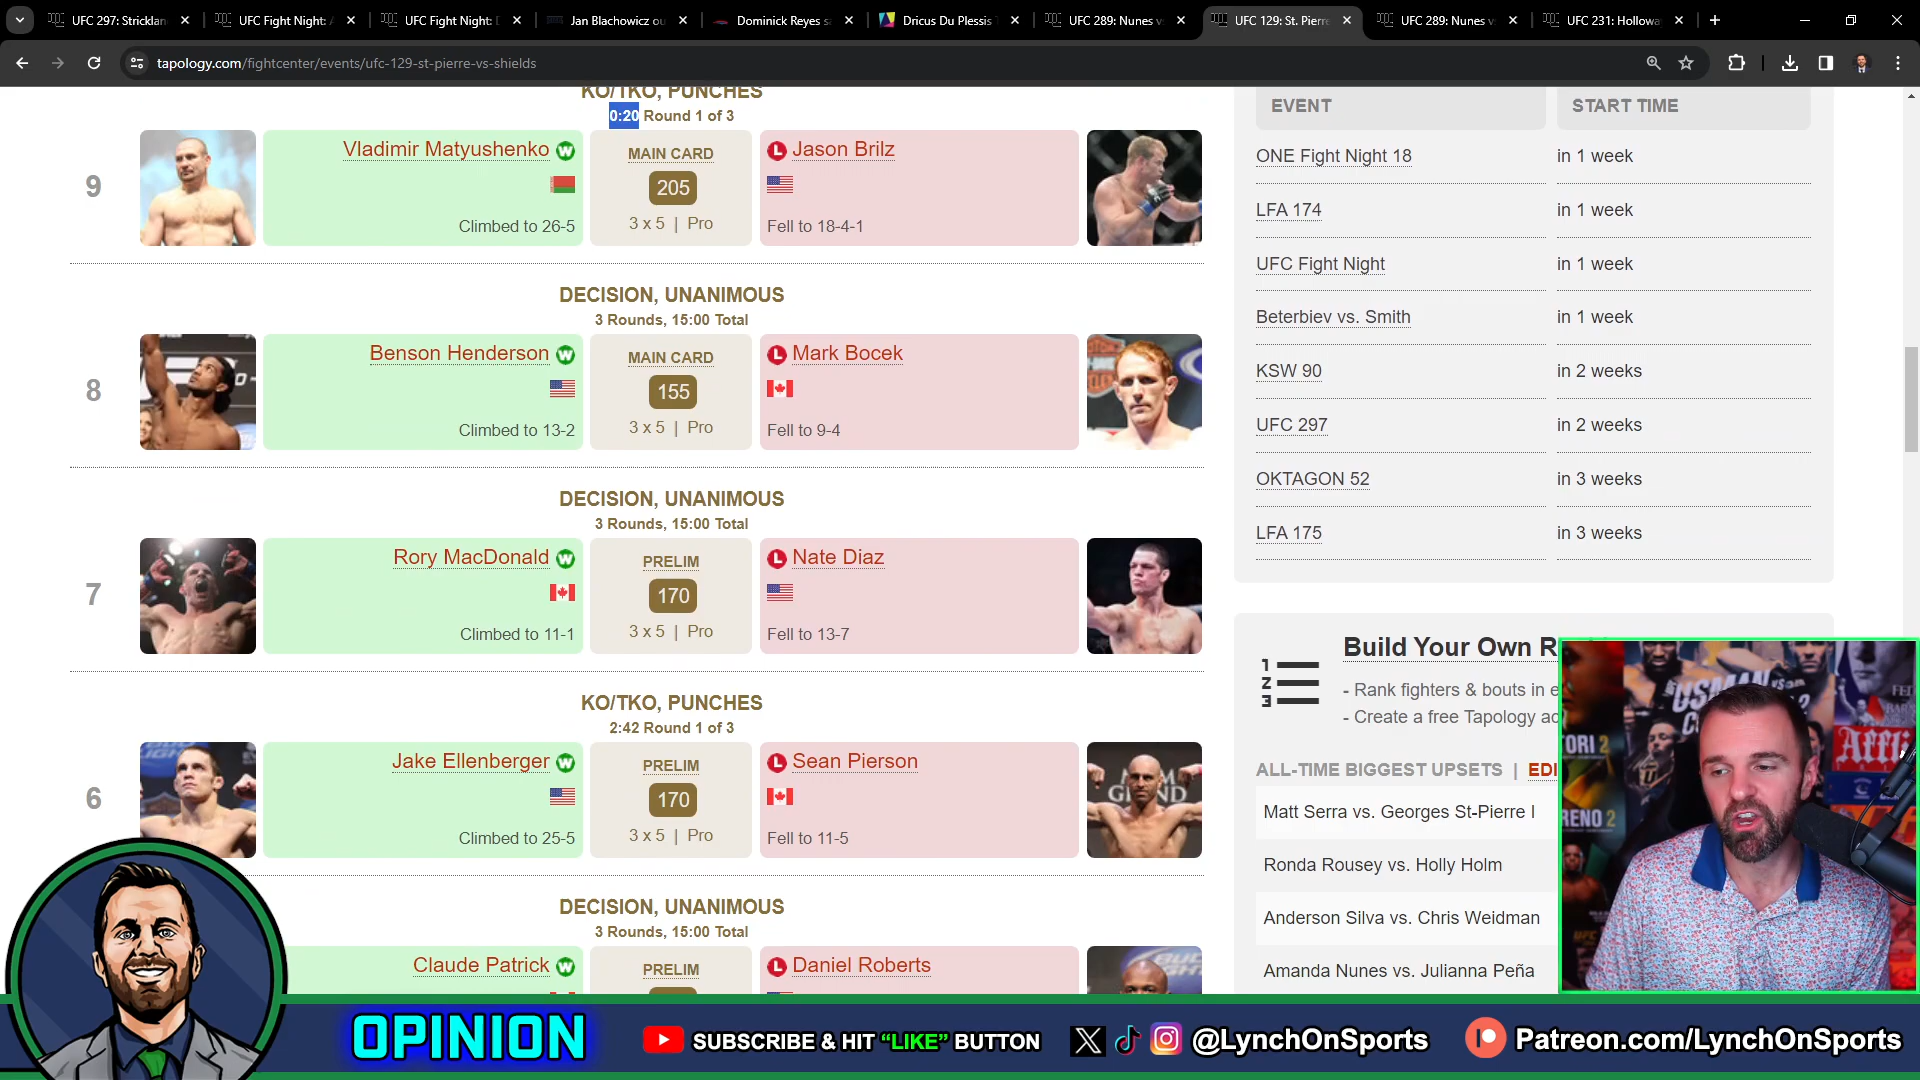 UFC 297: Stricklan
UFC Fight Night: A
UFC Fight Night: D
Jan Blachowicz ou
Dominick Reyes sa
Dricus Du Plessis T
UFC 289: Nunes v
UFC 129: St. Pierre
UFC 289: Nunes v
UFC 231: Hollowa
tapology.com/fightcenter/events/ufc-129-st-pierre-vs-shields
KO/TKO, PUNCHES
0:20 Round 1 of 3
9
Vladimir Matyushenko W
Climbed to 26-5
MAIN CARD
205
3 x 5 | Pro
L Jason Brilz
Fell to 18-4-1
DECISION, UNANIMOUS
3 Rounds, 15:00 Total
8
Benson Henderson W
Climbed to 13-2
MAIN CARD
155
3 x 5 | Pro
L Mark Bocek
Fell to 9-4
DECISION, UNANIMOUS
3 Rounds, 15:00 Total
7
Rory MacDonald W
Climbed to 11-1
PRELIM
170
3 x 5 | Pro
L Nate Diaz
Fell to 13-7
KO/TKO, PUNCHES
2:42 Round 1 of 3
6
Jake Ellenberger W
Climbed to 25-5
PRELIM
170
3 x 5 | Pro
L Sean Pierson
Fell to 11-5
DECISION, UNANIMOUS
3 Rounds, 15:00 Total
Claude Patrick W
PRELIM
L Daniel Roberts
EVENT START TIME
ONE Fight Night 18 in 1 week
LFA 174 in 1 week
UFC Fight Night in 1 week
Beterbiev vs. Smith in 1 week
KSW 90 in 2 weeks
UFC 297 in 2 weeks
OKTAGON 52 in 3 weeks
LFA 175 in 3 weeks
1
2
3
Build Your Own R
- Rank fighters & bouts in e
- Create a free Tapology ac
ALL-TIME BIGGEST UPSETS | EDI
Matt Serra vs. Georges St-Pierre I
Ronda Rousey vs. Holly Holm
Anderson Silva vs. Chris Weidman
Amanda Nunes vs. Julianna Peña
USMAN
AFFLI
OPINION
SUBSCRIBE & HIT “LIKE” BUTTON
@LynchOnSports
Patreon.com/LynchOnSports